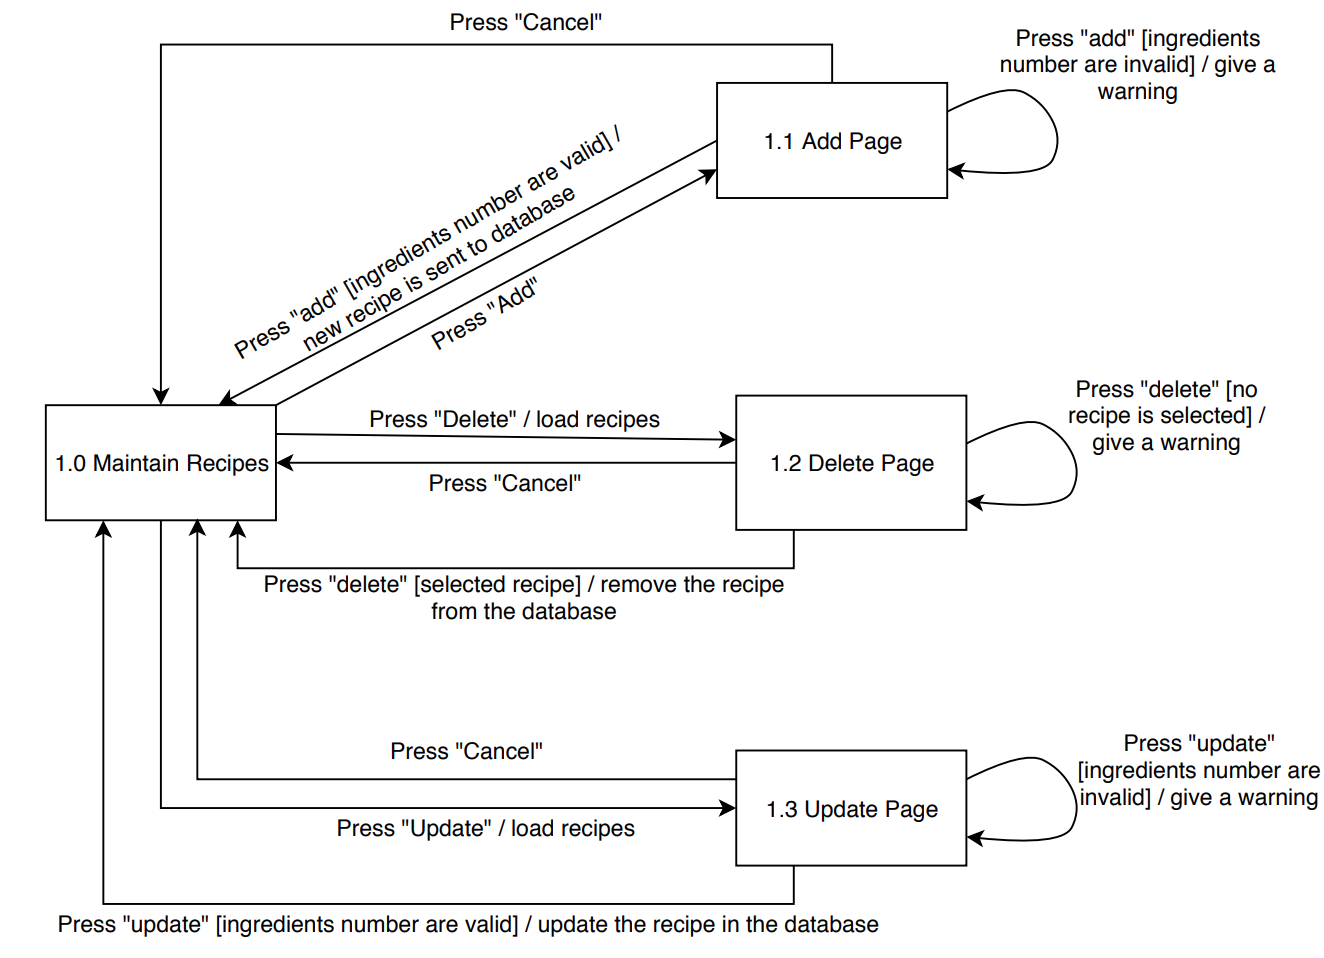 Press "Cancel"
Press "add" [ingredients
number are invalid] / give a
warning
1.1 Add Page
Press "add" [ingredients number are valid] /
new recipe is sent to database
Press "Add"
Press "delete" [no
recipe is selected] /
give a warning
Press "Delete" / load recipes
1.0 Maintain Recipes
1.2 Delete Page
Press "Cancel"
Press "delete" [selected recipe] / remove the recipe
from the database
Press "update"
[ingredients number are
invalid] / give a warning
Press "Cancel"
1.3 Update Page
Press "Update" / load recipes
Press "update" [ingredients number are valid] / update the recipe in the database